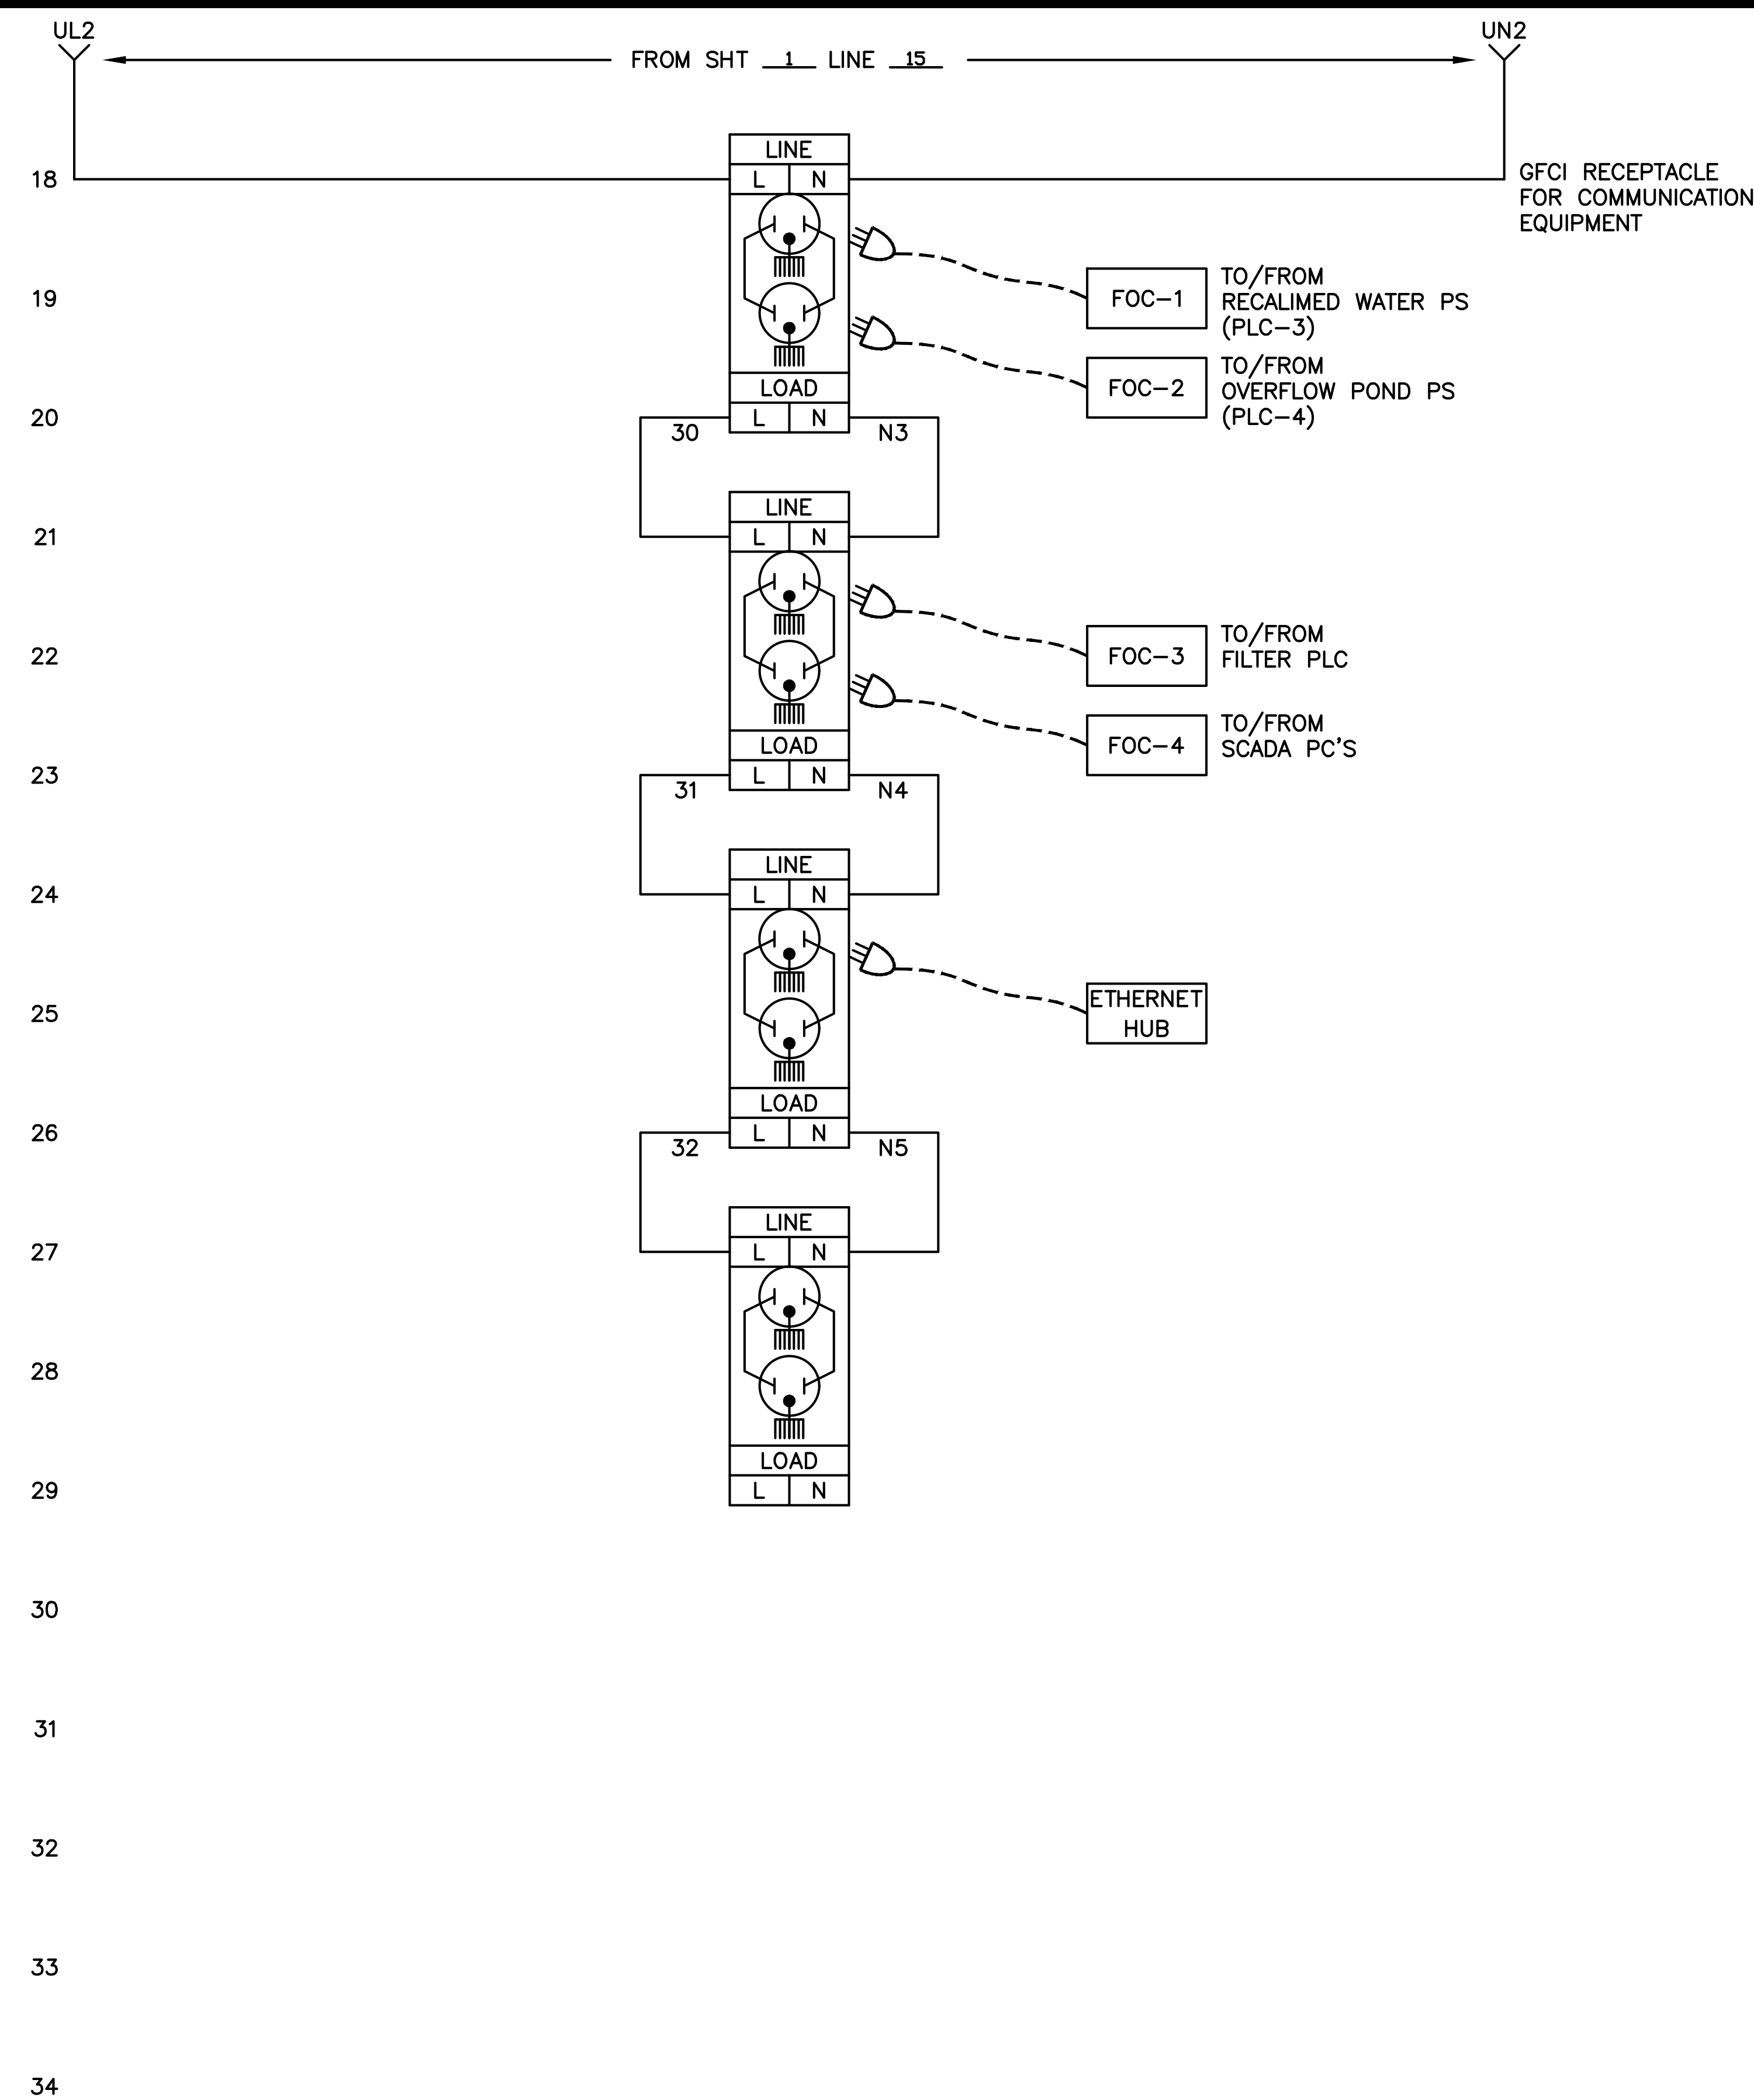 UL2
UN2
FROM SHT 1 LINE 15
LINE
18
L N
GFCI RECEPTACLE
FOR COMMUNICATION
EQUIPMENT
19
FOC-1
TO/FROM
RECALIMED WATER PS
(PLC-3)
FOC-2
TO/FROM
OVERFLOW POND PS
(PLC-4)
LOAD
20
L N
30
N3
LINE
21
L N
22
FOC-3
TO/FROM
FILTER PLC
FOC-4
TO/FROM
SCADA PC'S
LOAD
23
L N
31
N4
LINE
24
L N
25
ETHERNET
HUB
LOAD
26
L N
32
N5
LINE
27
L N
28
LOAD
29
L N
30
31
32
33
34